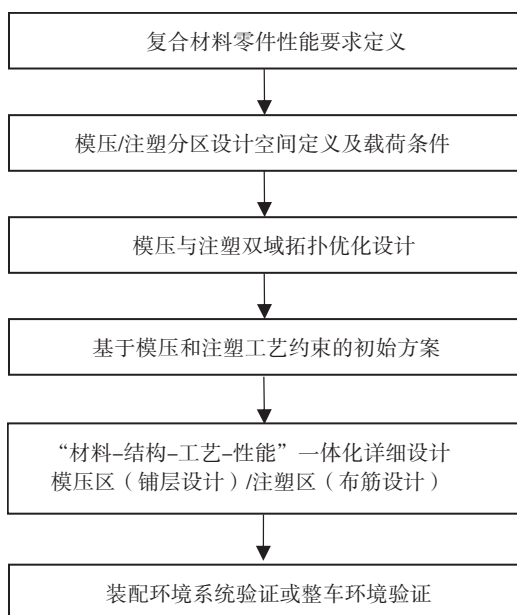 复合材料零件性能要求定义
模压/注塑分区设计空间定义及载荷条件
模压与注塑双域拓扑优化设计
基于模压和注塑工艺约束的初始方案
“材料–结构–工艺–性能”一体化详细设计
模压区（铺层设计）/注塑区（布筋设计）
装配环境系统验证或整车环境验证